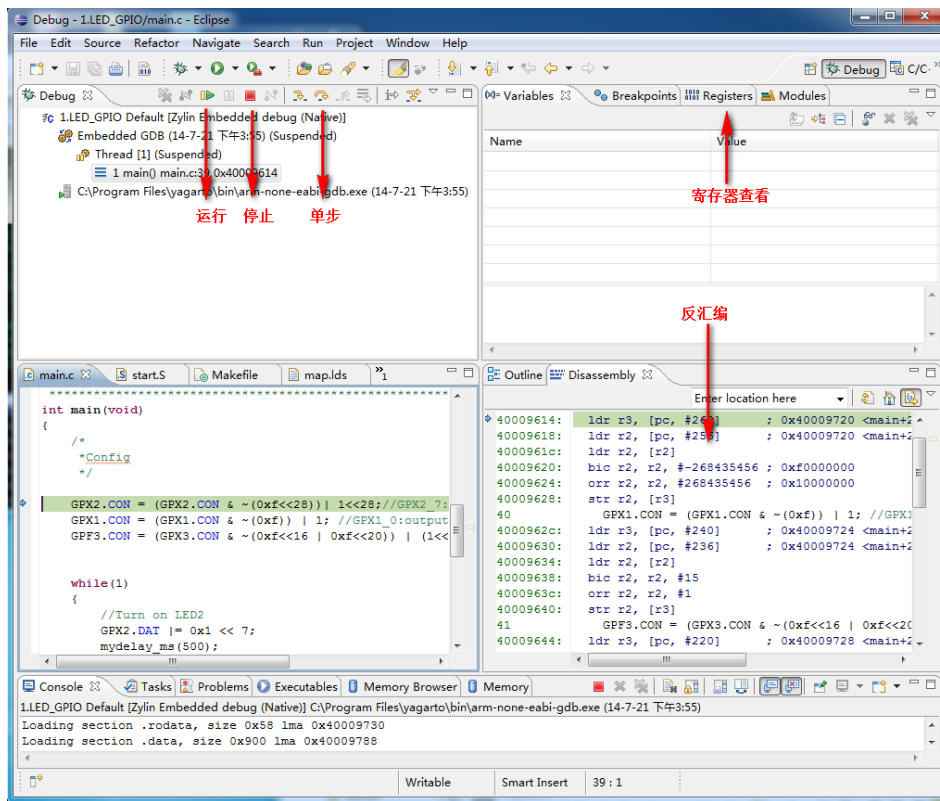 Debug - 1.LED_GPIO/main.c - Eclipse
File Edit Source Refactor Navigate Search Run Project Window Help
Debug C/C
Debug
1.LED_GPIO Default [Zylin Embedded debug (Native)]
Embedded GDB (14-7-21 下午3:55) (Suspended)
Thread [1] (Suspended)
1 main() main.c:39 0x40009614
C:\Program Files\yagarto\bin\arm-none-eabi-gdb.exe (14-7-21 下午3:55)
运行 停止 单步
(x)= Variables Breakpoints Registers Modules
Name Value
寄存器查看
反汇编
main.c start.S Makefile map.lds »1
int main(void)
{
/*
*Config
*/
GPX2.CON = (GPX2.CON & ~(0xf<<28))| 1<<28;//GPX2_7:
GPX1.CON = (GPX1.CON & ~(0xf)) | 1; //GPX1_0:output
GPF3.CON = (GPX3.CON & ~(0xf<<16 | 0xf<<20)) | (1<<
while(1)
{
//Turn on LED2
GPX2.DAT |= 0x1 << 7;
mydelay_ms(500);
Outline Disassembly
Enter location here
40009614: ldr r3, [pc, #260] ; 0x40009720 <main+2
40009618: ldr r2, [pc, #256] ; 0x40009720 <main+2
4000961c: ldr r2, [r2]
40009620: bic r2, r2, #-268435456 ; 0xf0000000
40009624: orr r2, r2, #268435456 ; 0x10000000
40009628: str r2, [r3]
40 GPX1.CON = (GPX1.CON & ~(0xf)) | 1; //GPX1
4000962c: ldr r3, [pc, #240] ; 0x40009724 <main+2
40009630: ldr r2, [pc, #236] ; 0x40009724 <main+2
40009634: ldr r2, [r2]
40009638: bic r2, r2, #15
4000963c: orr r2, r2, #1
40009640: str r2, [r3]
41 GPF3.CON = (GPX3.CON & ~(0xf<<16 | 0xf<<20
40009644: ldr r3, [pc, #220] ; 0x40009728 <main+2
Console Tasks Problems Executables Memory Browser Memory
1.LED_GPIO Default [Zylin Embedded debug (Native)] C:\Program Files\yagarto\bin\arm-none-eabi-gdb.exe (14-7-21 下午3:55)
Loading section .rodata, size 0x58 lma 0x40009730
Loading section .data, size 0x900 lma 0x40009788
Writable Smart Insert 39 : 1